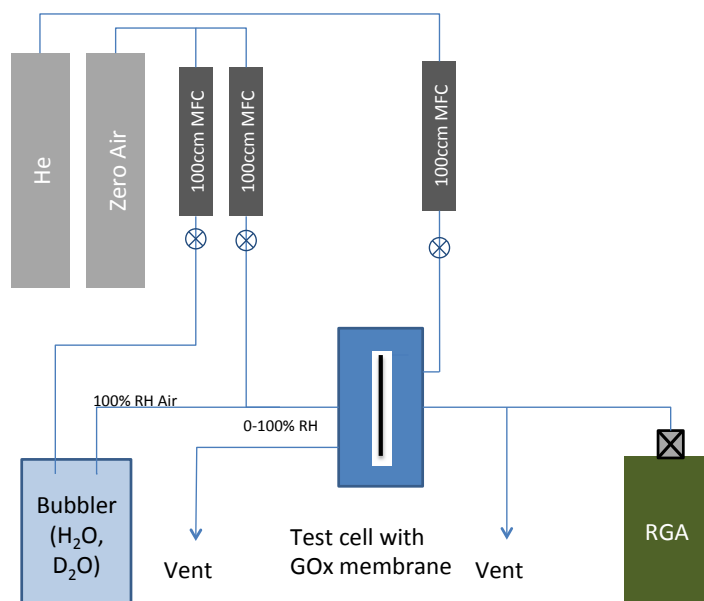 He
Zero Air
100ccm MFC
100ccm MFC
100ccm MFC
100% RH Air
0-100% RH
Bubbler
(H₂O,
D₂O)
Vent
Test cell with
GOx membrane
Vent
RGA